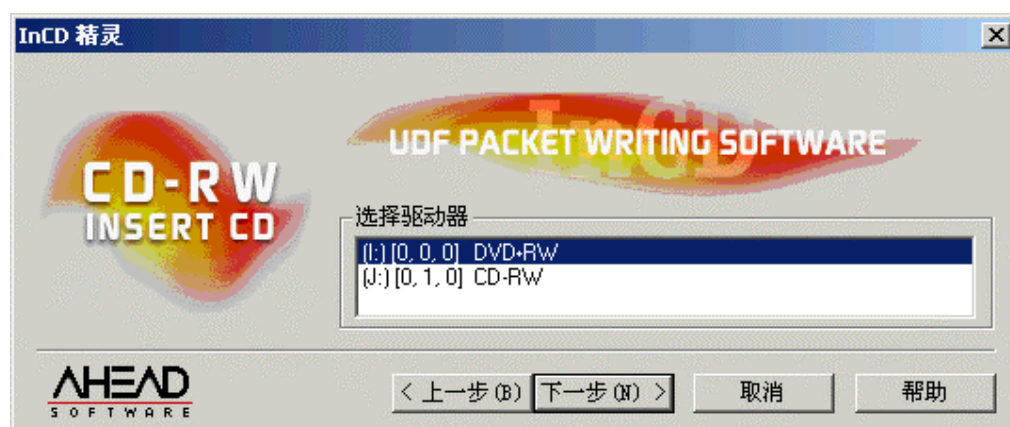 InCD 精灵
UDF PACKET WRITING SOFTWARE
InCD
CD-RW
INSERT CD
选择驱动器
(I:) [0, 0, 0] DVD+RW
(J:) [0, 1, 0] CD-RW
AHEAD
SOFTWARE
< 上一步(B) 下一步(N) > 取消 帮助